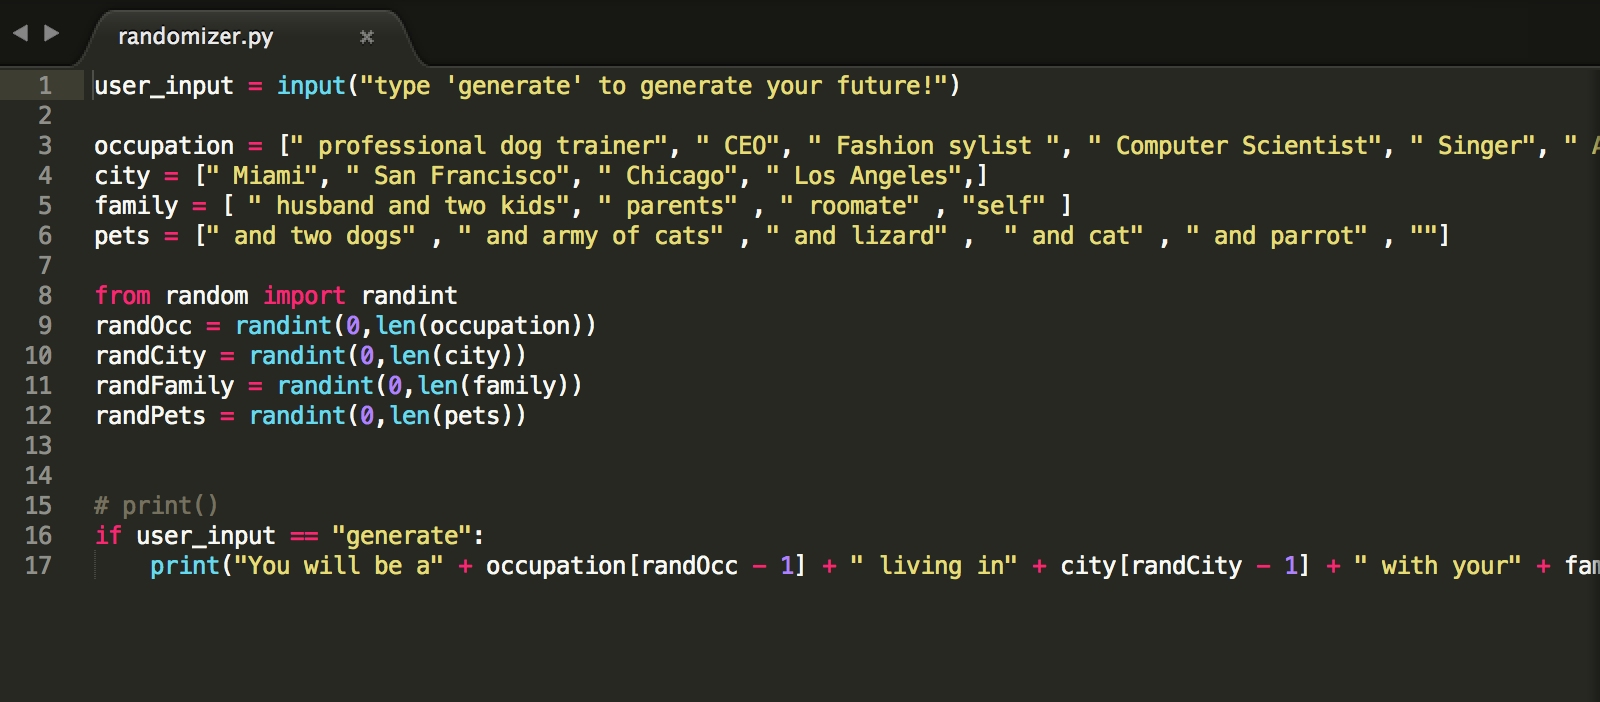 randomizer.py
1 user_input = input("type 'generate' to generate your future!")
2
3 occupation = [" professional dog trainer", " CEO", " Fashion sylist ", " Computer Scientist", " Singer", "
4 city = [" Miami", " San Francisco", " Chicago", " Los Angeles",]
5 family = [ " husband and two kids", " parents" , " roomate" , "self" ]
6 pets = [" and two dogs" , " and army of cats" , " and lizard" ,  " and cat" , " and parrot" , ""]
7
8 from random import randint
9 randOcc = randint(0,len(occupation))
10 randCity = randint(0,len(city))
11 randFamily = randint(0,len(family))
12 randPets = randint(0,len(pets))
13
14
15 # print()
16 if user_input == "generate":
17     print("You will be a" + occupation[randOcc - 1] + " living in" + city[randCity - 1] + " with your" +